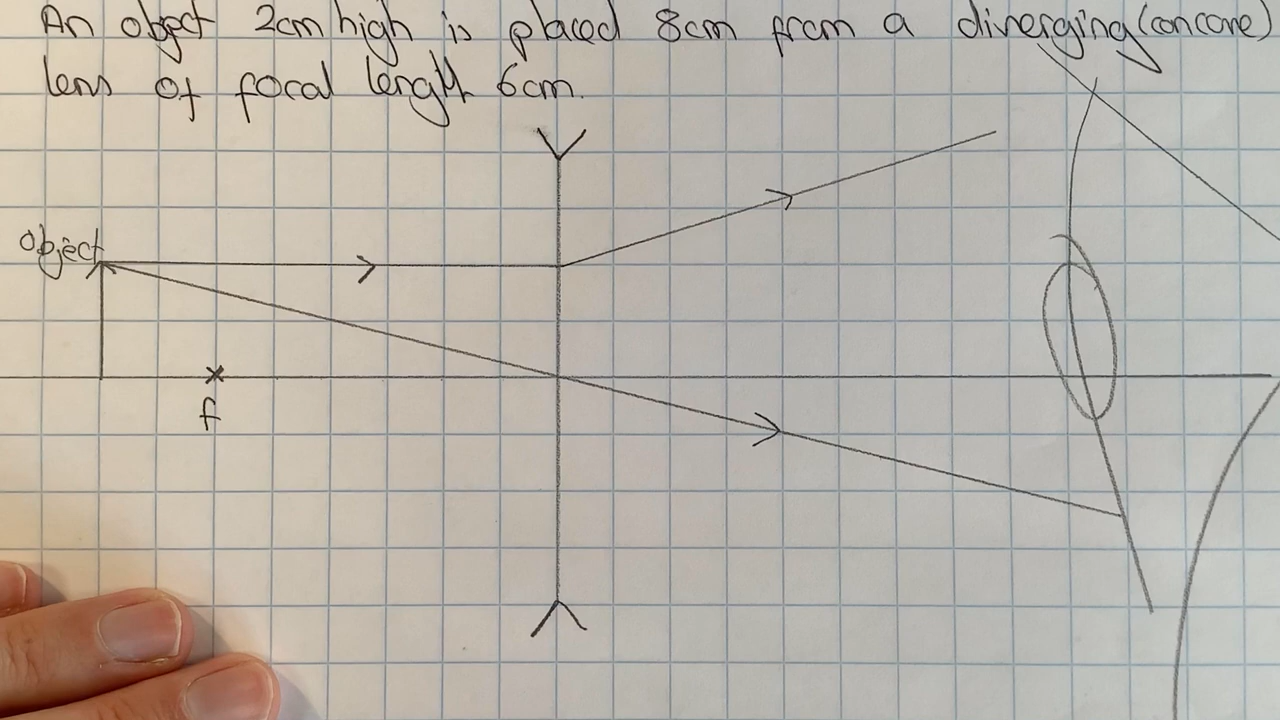 An object 2cm high is placed 8cm from a diverging (concave)
lens of focal length 6cm.
object
f